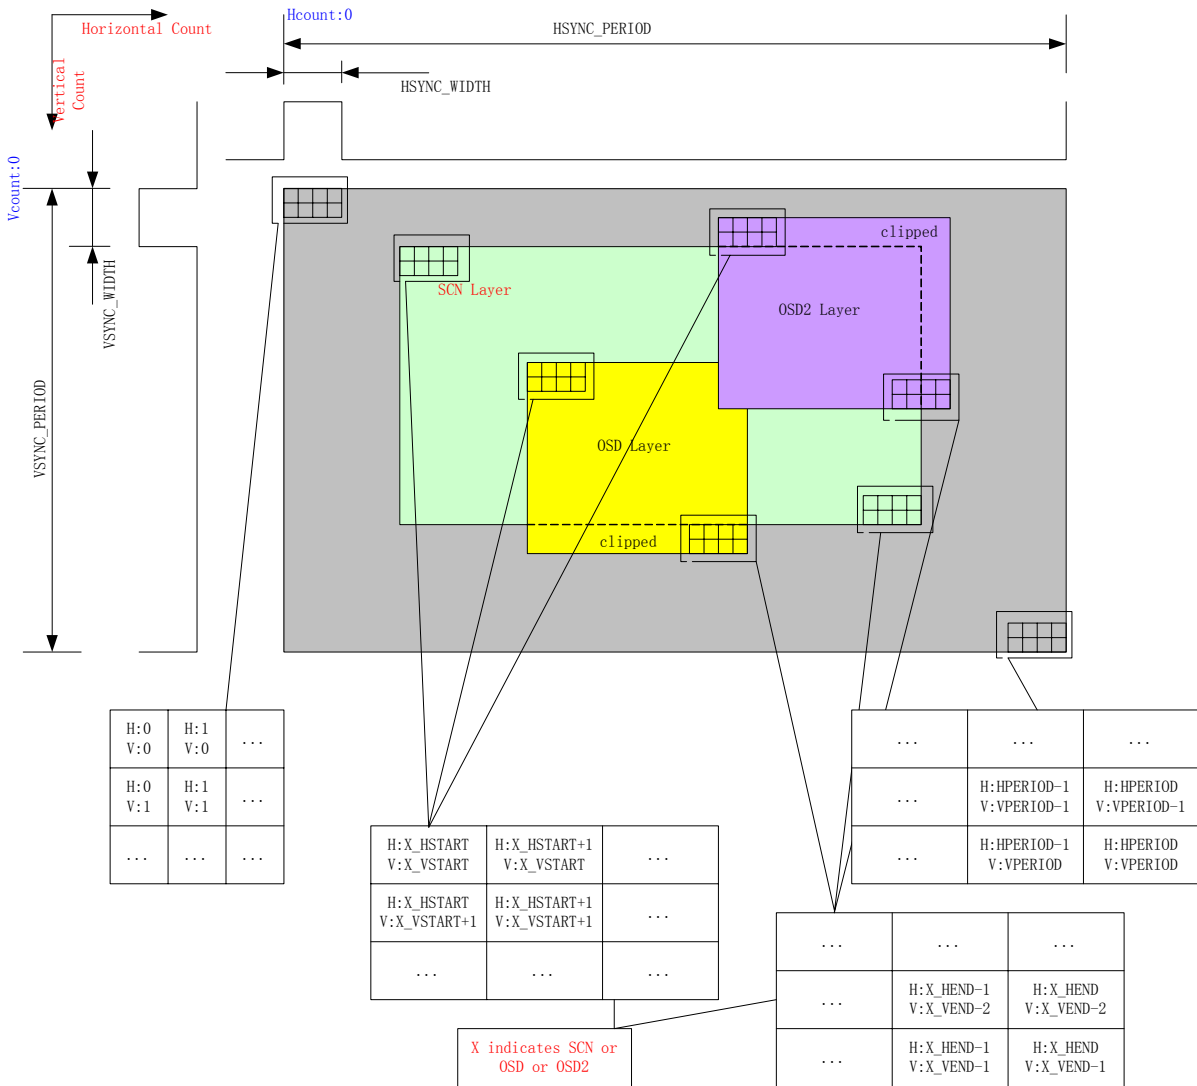 Hcount:0
Horizontal Count
HSYNC_PERIOD
Vertical
Count
HSYNC_WIDTH
Vcount:0
clipped
VSYNC_WIDTH
SCN Layer
OSD2 Layer
VSYNC_PERIOD
OSD Layer
clipped
H:0
V:0
H:1
V:0
...
H:0
V:1
H:1
V:1
...
...
...
...
...
...
...
...
H:HPERIOD-1
V:VPERIOD-1
H:HPERIOD
V:VPERIOD-1
...
H:HPERIOD-1
V:VPERIOD
H:HPERIOD
V:VPERIOD
H:X_HSTART
V:X_VSTART
H:X_HSTART+1
V:X_VSTART
...
H:X_HSTART
V:X_VSTART+1
H:X_HSTART+1
V:X_VSTART+1
...
...
...
...
...
...
...
...
H:X_HEND-1
V:X_VEND-2
H:X_HEND
V:X_VEND-2
...
H:X_HEND-1
V:X_VEND-1
H:X_HEND
V:X_VEND-1
X indicates SCN or
OSD or OSD2